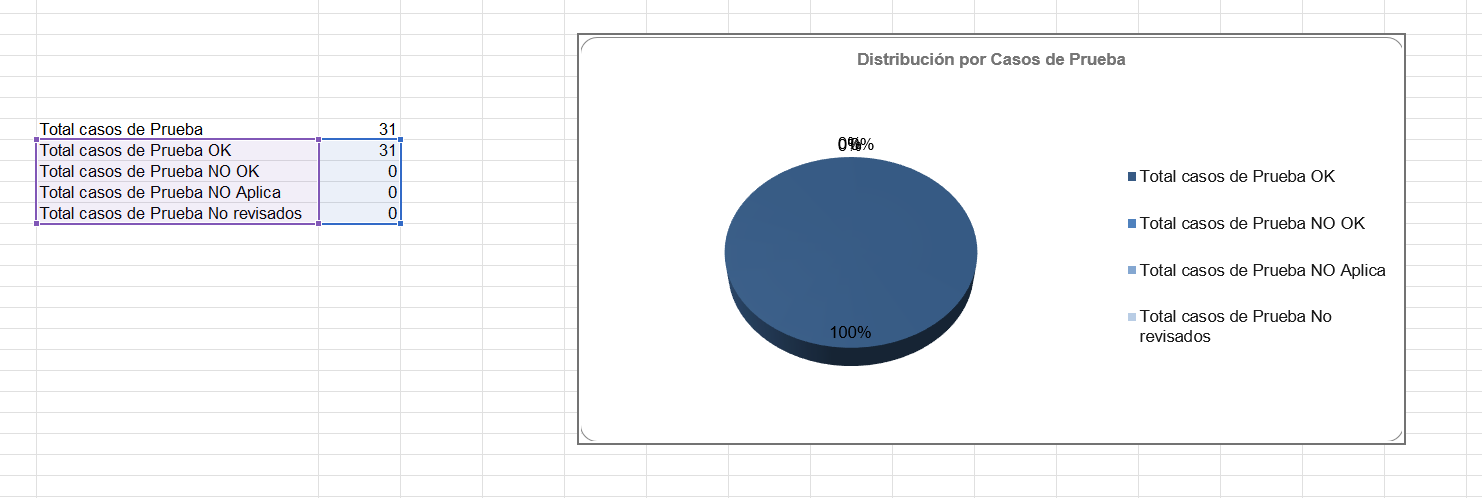 Total casos de Prueba 31
Total casos de Prueba OK 31
Total casos de Prueba NO OK 0
Total casos de Prueba NO Aplica 0
Total casos de Prueba No revisados 0
Distribución por Casos de Prueba
0%
0%
0%
100%
Total casos de Prueba OK
Total casos de Prueba NO OK
Total casos de Prueba NO Aplica
Total casos de Prueba No
revisados